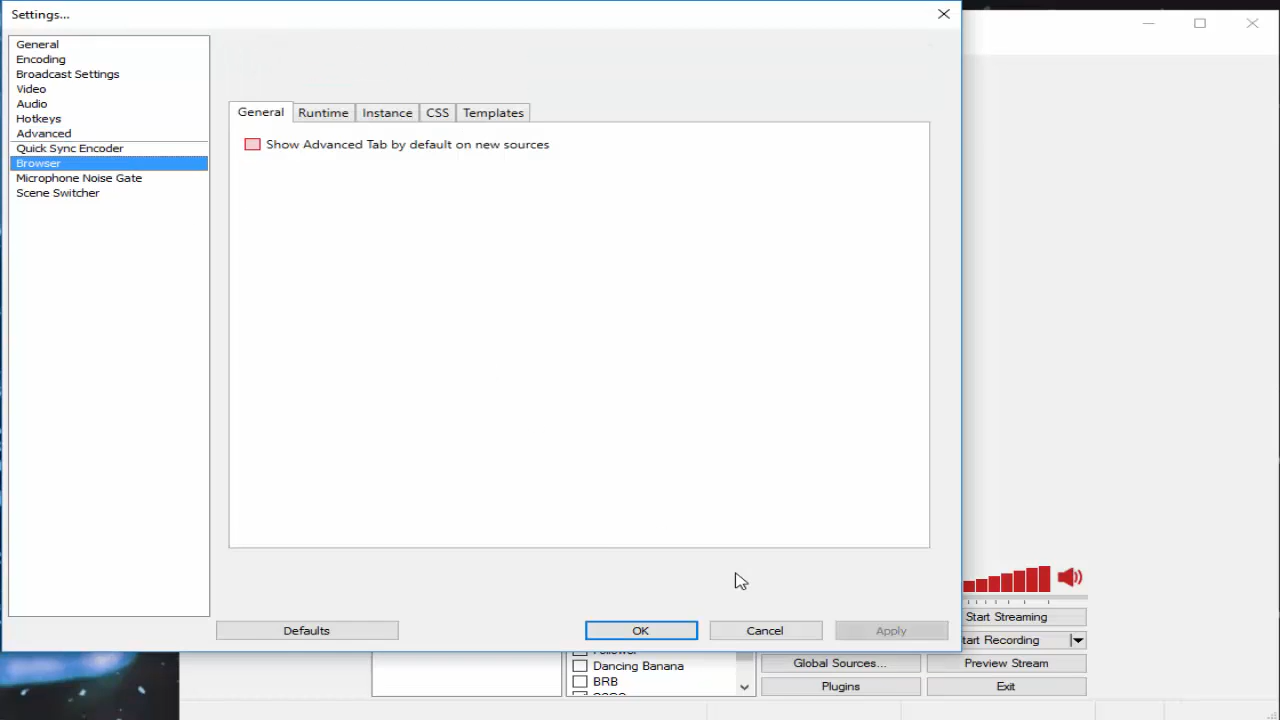 Settings...
General
Encoding
Broadcast Settings
Video
Audio
Hotkeys
Advanced
Quick Sync Encoder
Browser
Microphone Noise Gate
Scene Switcher
General Runtime Instance CSS Templates
Show Advanced Tab by default on new sources
Defaults OK Cancel Apply
Start Streaming
tart Recording
Dancing Banana
Global Sources... Preview Stream
BRB
Plugins Exit